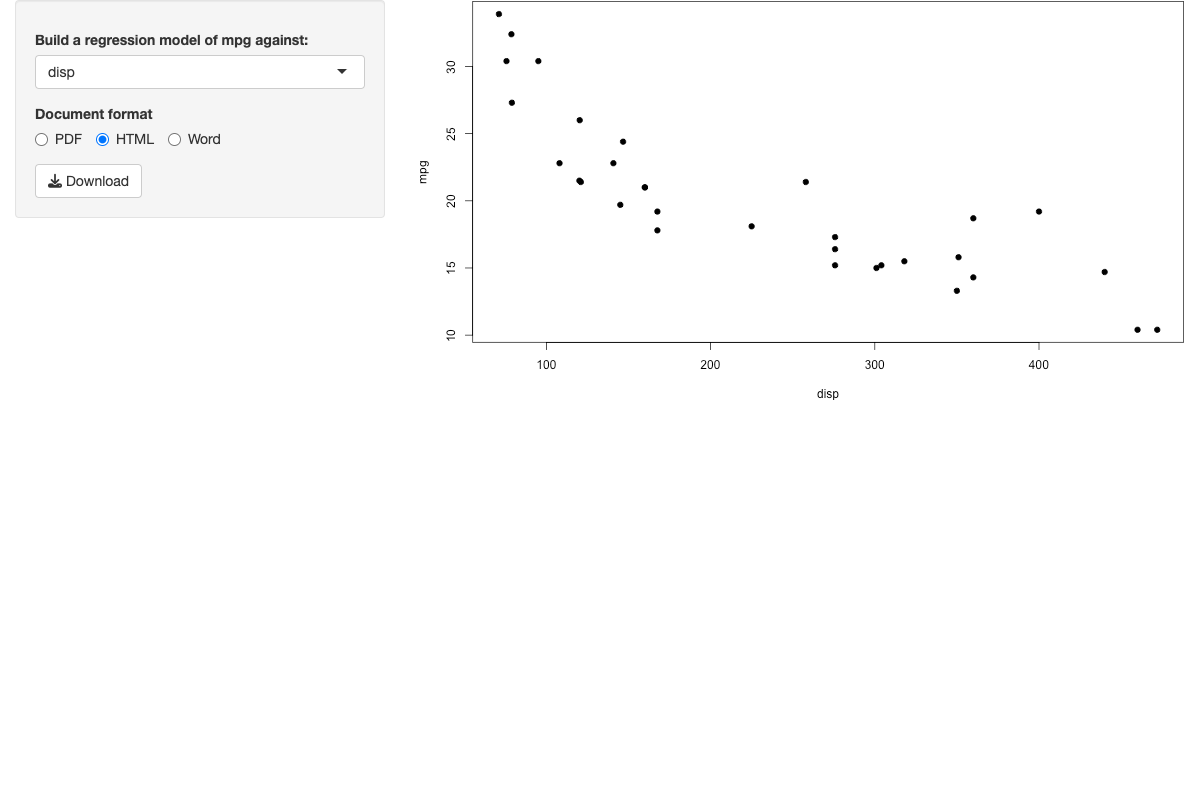 Build a regression model of mpg against:
disp
Document format
PDF HTML Word
Download
mpg
30
25
20
15
10
100 200 300 400
disp